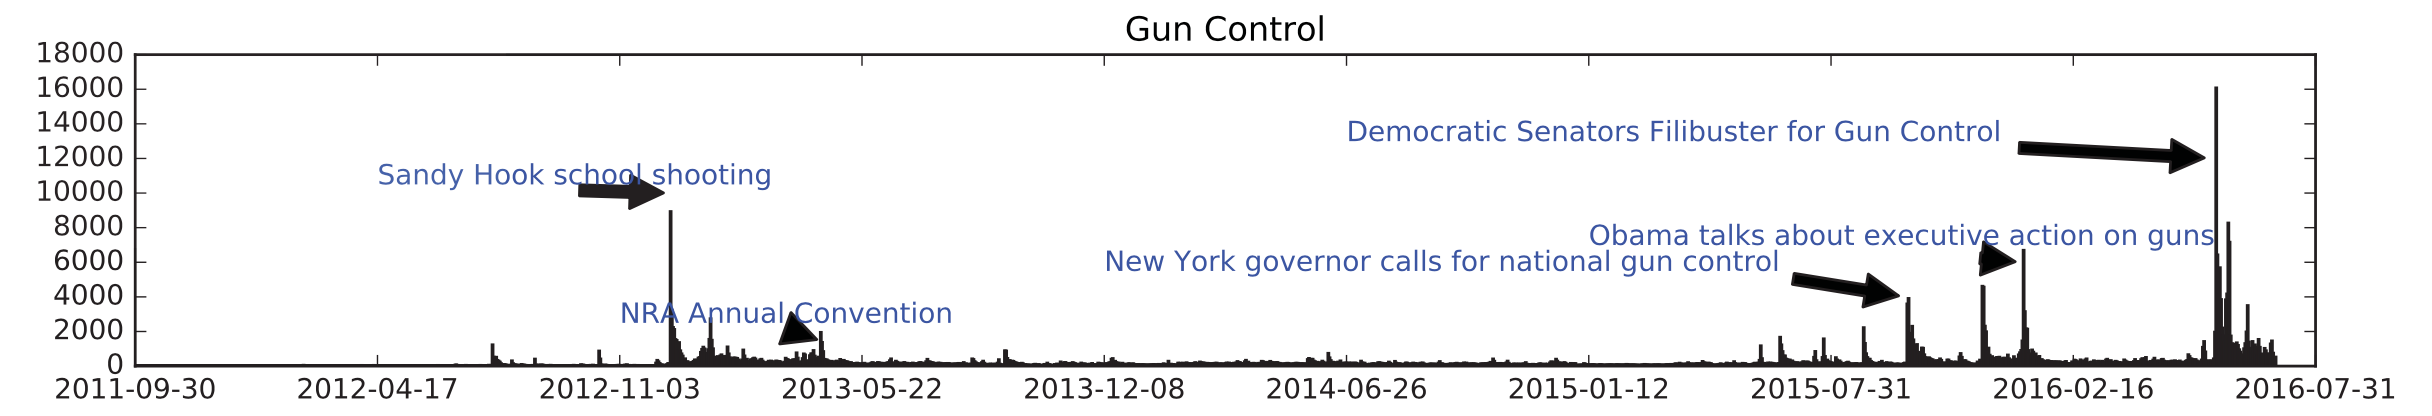 Gun Control
18000
16000
14000
12000
10000
8000
6000
4000
2000
0
Democratic Senators Filibuster for Gun Control
Sandy Hook school shooting
Obama talks about executive action on guns
New York governor calls for national gun control
NRA Annual Convention
2011-09-30 2012-04-17 2012-11-03 2013-05-22 2013-12-08 2014-06-26 2015-01-12 2015-07-31 2016-02-16 2016-07-31